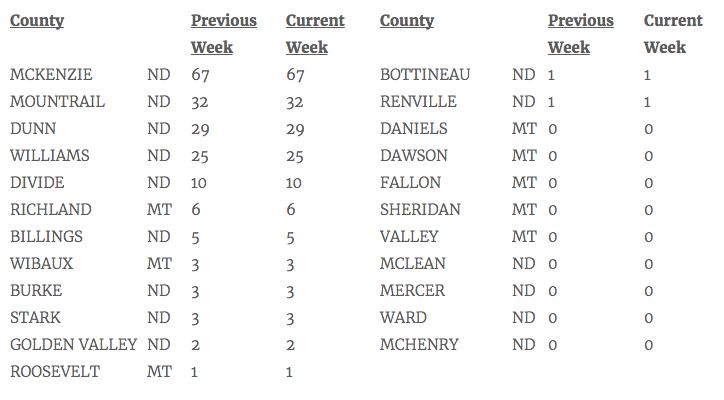 County Previous Current County Previous Current
Week Week Week Week
MCKENZIE ND 67 67 BOTTINEAU ND 1 1
MOUNTRAIL ND 32 32 RENVILLE ND 1 1
DUNN ND 29 29 DANIELS MT 0 0
WILLIAMS ND 25 25 DAWSON MT 0 0
DIVIDE ND 10 10 FALLON MT 0 0
RICHLAND MT 6 6 SHERIDAN MT 0 0
BILLINGS ND 5 5 VALLEY MT 0 0
WIBAUX MT 3 3 MCLEAN ND 0 0
BURKE ND 3 3 MERCER ND 0 0
STARK ND 3 3 WARD ND 0 0
GOLDEN VALLEY ND 2 2 MCHENRY ND 0 0
ROOSEVELT MT 1 1